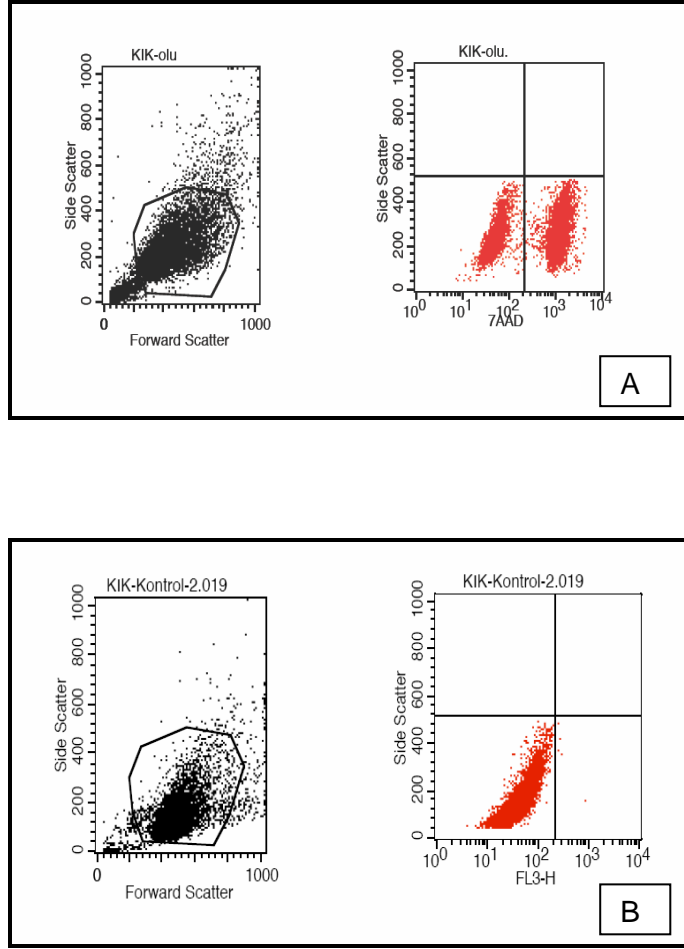 KIK-olu
KIK-olu.
Side Scatter
1000
800
600
400
200
0
0
1000
Forward Scatter
Side Scatter
1000
800
600
400
200
0
10^0
10^1
10^2
10^3
10^4
7AAD
A
KIK-Kontrol-2.019
KIK-Kontrol-2.019
Side Scatter
1000
800
600
400
200
0
0
1000
Forward Scatter
Side Scatter
1000
800
600
400
200
0
10^0
10^1
10^2
10^3
10^4
FL3-H
B